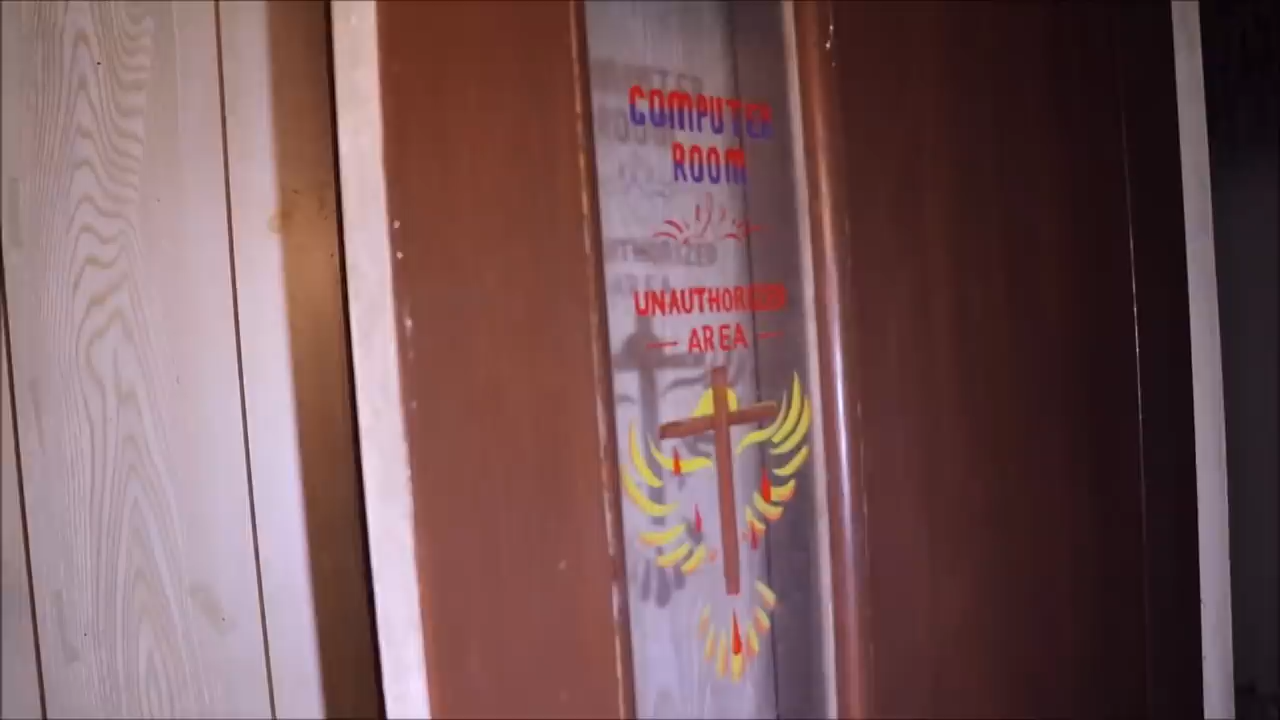 COMPUTER
ROOM
UNAUTHORIZED
— AREA —